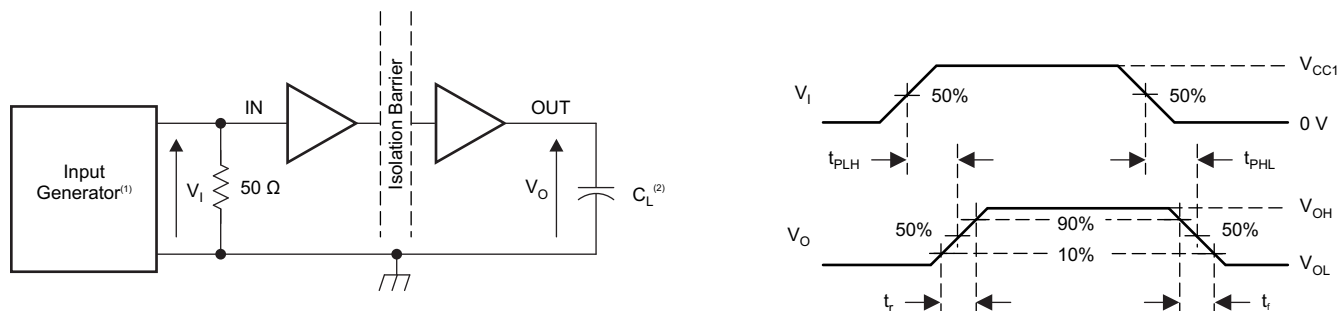 Input
Generator(1)
V_I
50 Ω
IN
Isolation Barrier
OUT
V_O
C_L(2)
V_I
50%
50%
V_CC1
0 V
t_PLH
t_PHL
V_O
50%
90%
10%
50%
V_OH
V_OL
t_r
t_f